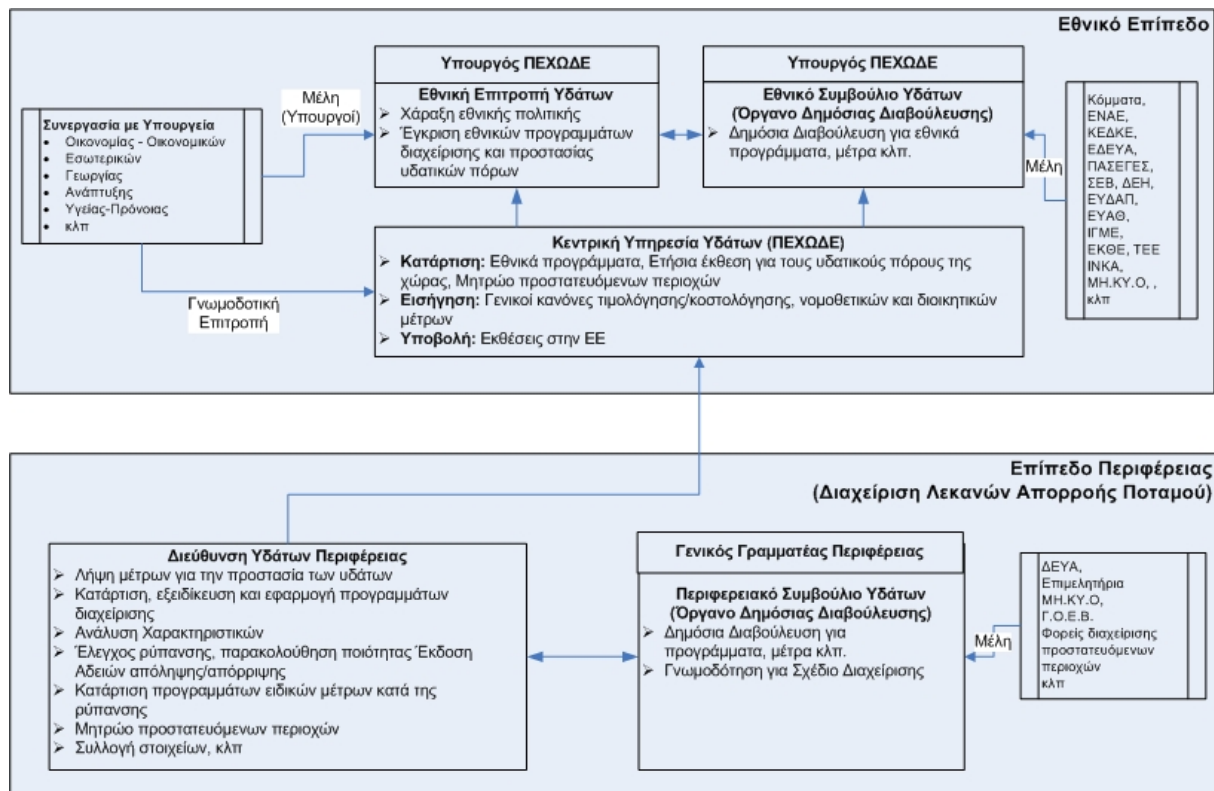 Εθνικό Επίπεδο
Υπουργός ΠΕΧΩΔΕ
Εθνική Επιτροπή Υδάτων
➢ Χάραξη εθνικής πολιτικής
➢ Έγκριση εθνικών προγραμμάτων
διαχείρισης και προστασίας
υδατικών πόρων
Υπουργός ΠΕΧΩΔΕ
Εθνικό Συμβούλιο Υδάτων
(Όργανο Δημόσιας Διαβούλευσης)
➢ Δημόσια Διαβούλευση για εθνικά
προγράμματα, μέτρα κλπ.
Μέλη
(Υπουργοί)
Συνεργασία με Υπουργεία
• Οικονομίας - Οικονομικών
• Εσωτερικών
• Γεωργίας
• Ανάπτυξης
• Υγείας-Πρόνοιας
• κλπ
Μέλη
Κόμματα,
ΕΝΑΕ,
ΚΕΔΚΕ,
ΕΔΕΥΑ,
ΠΑΣΕΓΕΣ,
ΣΕΒ, ΔΕΗ,
ΕΥΔΑΠ,
ΕΥΑΘ,
ΙΓΜΕ,
ΕΚΘΕ, ΤΕΕ
ΙΝΚΑ,
ΜΗ.ΚΥ.Ο, ,
κλπ
Γνωμοδοτική
Επιτροπή
Κεντρική Υπηρεσία Υδάτων (ΠΕΧΩΔΕ)
➢ Κατάρτιση: Εθνικά προγράμματα, Ετήσια έκθεση για τους υδατικούς πόρους της
χώρας, Μητρώο προστατευόμενων περιοχών
➢ Εισήγηση: Γενικοί κανόνες τιμολόγησης/κοστολόγησης, νομοθετικών και διοικητικών
μέτρων
➢ Υποβολή: Εκθέσεις στην ΕΕ
Επίπεδο Περιφέρειας
(Διαχείριση Λεκανών Απορροής Ποταμού)
Διεύθυνση Υδάτων Περιφέρειας
➢ Λήψη μέτρων για την προστασία των υδάτων
➢ Κατάρτιση, εξειδίκευση και εφαρμογή προγραμμάτων
διαχείρισης
➢ Ανάλυση Χαρακτηριστικών
➢ Έλεγχος ρύπανσης, παρακολούθηση ποιότητας Έκδοση
Αδειών απόληψης/απόρριψης
➢ Κατάρτιση προγραμμάτων ειδικών μέτρων κατά της
ρύπανσης
➢ Μητρώο προστατευόμενων περιοχών
➢ Συλλογή στοιχείων, κλπ
Γενικός Γραμματέας Περιφέρειας
Περιφερειακό Συμβούλιο Υδάτων
(Όργανο Δημόσιας Διαβούλευσης)
➢ Δημόσια Διαβούλευση για
προγράμματα, μέτρα κλπ.
➢ Γνωμοδότηση για Σχέδιο Διαχείρισης
Μέλη
ΔΕΥΑ,
Επιμελητήρια
ΜΗ.ΚΥ.Ο,
Γ.Ο.Ε.Β.
Φορείς διαχείρισης
προστατευόμενων
περιοχών
κλπ